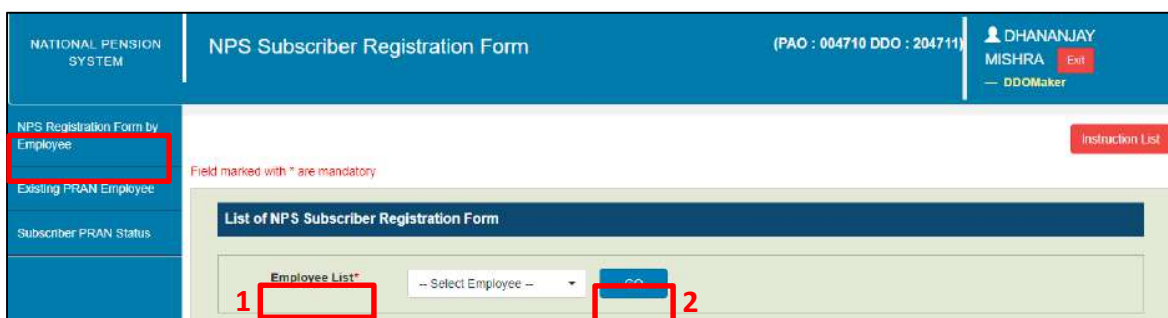 NATIONAL PENSION
SYSTEM
NPS Subscriber Registration Form
(PAO : 004710 DDO : 204711)
DHANANJAY
MISHRA Exit
— DDOMaker
NPS Registration Form by
Employee
Existing PRAN Employee
Subscriber PRAN Status
Instruction List
Field marked with * are mandatory
List of NPS Subscriber Registration Form
Employee List*
-- Select Employee --
GO
1
2